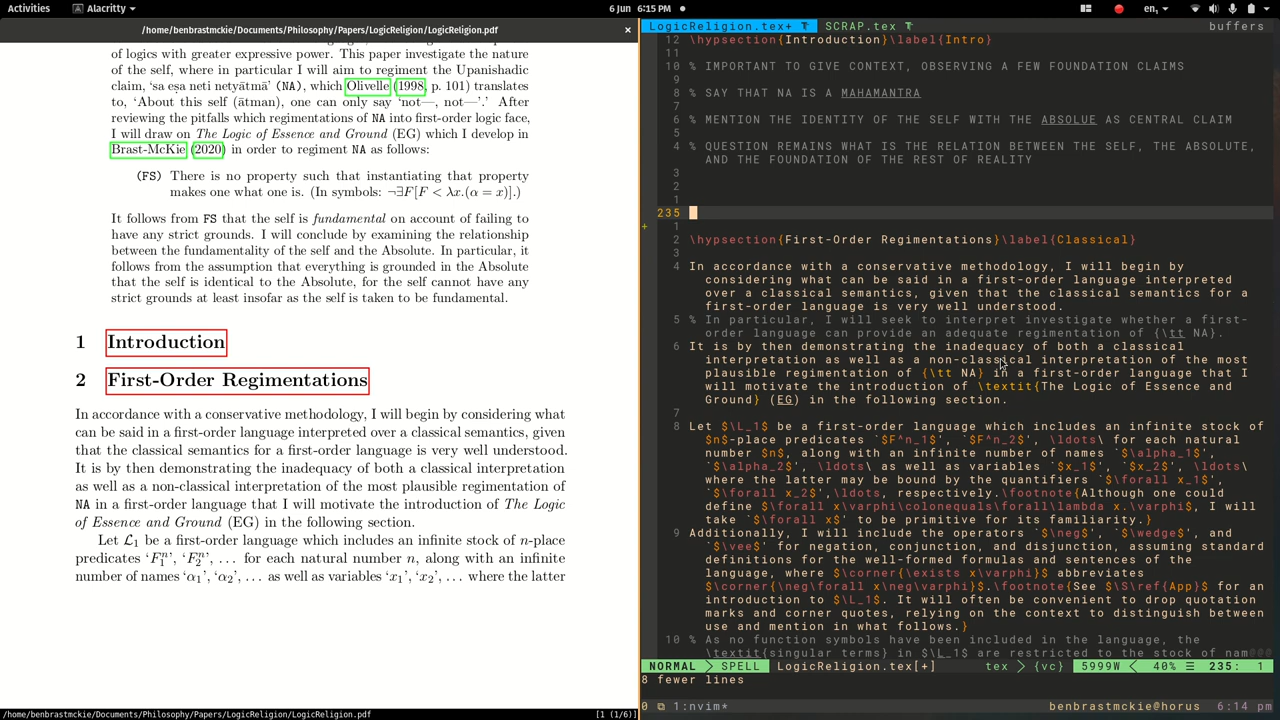 Activities Alacritty 6 Jun 6:15 PM en₁
/home/benbrastmckie/Documents/Philosophy/Papers/LogicReligion/LogicReligion.pdf ×
of logics with greater expressive power. This paper investigate the nature
of the self, where in particular I will aim to regiment the Upanishadic
claim, ‘sa eṣa neti netyātmā’ (NA), which Olivelle (1998, p. 101) translates
to, ‘About this self (ātman), one can only say ‘not—, not—’.’ After
reviewing the pitfalls which regimentations of NA into first-order logic face,
I will draw on The Logic of Essence and Ground (EG) which I develop in
Brast-McKie (2020) in order to regiment NA as follows:
(FS) There is no property such that instantiating that property
makes one what one is. (In symbols: ¬∃F[F < λx.(α = x)].)
It follows from FS that the self is fundamental on account of failing to
have any strict grounds. I will conclude by examining the relationship
between the fundamentality of the self and the Absolute. In particular, it
follows from the assumption that everything is grounded in the Absolute
that the self is identical to the Absolute, for the self cannot have any
strict grounds at least insofar as the self is taken to be fundamental.
1 Introduction
2 First-Order Regimentations
In accordance with a conservative methodology, I will begin by considering what
can be said in a first-order language interpreted over a classical semantics, given
that the classical semantics for a first-order language is very well understood.
It is by then demonstrating the inadequacy of both a classical interpretation
as well as a non-classical interpretation of the most plausible regimentation of
NA in a first-order language that I will motivate the introduction of The Logic
of Essence and Ground (EG) in the following section.
Let ℒ₁ be a first-order language which includes an infinite stock of n-place
predicates ‘Fⁿ₁’, ‘Fⁿ₂’, ... for each natural number n, along with an infinite
number of names ‘α₁’, ‘α₂’, ... as well as variables ‘x₁’, ‘x₂’, ... where the latter
/home/benbrastmckie/Documents/Philosophy/Papers/LogicReligion/LogicReligion.pdf [1 (1/6)]
LogicReligion.tex+ SCRAP.tex buffers
12 \hypsection{Introduction}\label{Intro}
11
10 % IMPORTANT TO GIVE CONTEXT, OBSERVING A FEW FOUNDATION CLAIMS
9
8 % SAY THAT NA IS A MAHAMANTRA
7
6 % MENTION THE IDENTITY OF THE SELF WITH THE ABSOLUE AS CENTRAL CLAIM
5
4 % QUESTION REMAINS WHAT IS THE RELATION BETWEEN THE SELF, THE ABSOLUTE,
AND THE FOUNDATION OF THE REST OF REALITY
3
2
1
235
+ 1
2 \hypsection{First-Order Regimentations}\label{Classical}
3
4 In accordance with a conservative methodology, I will begin by
considering what can be said in a first-order language interpreted
over a classical semantics, given that the classical semantics for a
first-order language is very well understood.
5 % In particular, I will seek to interpret investigate whether a first-
order language can provide an adequate regimentation of {\tt NA}.
6 It is by then demonstrating the inadequacy of both a classical
interpretation as well as a non-classical interpretation of the most
plausible regimentation of {\tt NA} in a first-order language that I
will motivate the introduction of \textit{The Logic of Essence and
Ground} (EG) in the following section.
7
8 Let $\L_1$ be a first-order language which includes an infinite stock of
$n$-place predicates `$F^n_1$', `$F^n_2$', \ldots\ for each natural
number $n$, along with an infinite number of names `$\alpha_1$',
`$\alpha_2$', \ldots\ as well as variables `$x_1$', `$x_2$', \ldots\
where the latter may be bound by the quantifiers `$\forall x_1$',
`$\forall x_2$',\ldots, respectively.\footnote{Although one could
define $\forall x\varphi\colonequals\forall\lambda x.\varphi$, I will
take `$\forall x$' to be primitive for its familiarity.}
9 Additionally, I will include the operators `$\neg$', `$\wedge$', and
`$\vee$' for negation, conjunction, and disjunction, assuming standard
definitions for the well-formed formulas and sentences of the
language, where $\corner{\exists x\varphi}$ abbreviates
$\corner{\neg\forall x\neg\varphi}$.\footnote{See $\S\ref{App}$ for an
introduction to $\L_1$. It will often be convenient to drop quotation
marks and corner quotes, relying on the context to distinguish between
use and mention in what follows.}
10 % As no function symbols have been included in the language, the
\textit{singular terms} in $\L_1$ are restricted to the stock of nam@@@
NORMAL SPELL LogicReligion.tex[+] tex {vc} 5999W 40% ☰ 235: 1
8 fewer lines
0 1:nvim* benbrastmckie@horus 6:14 pm